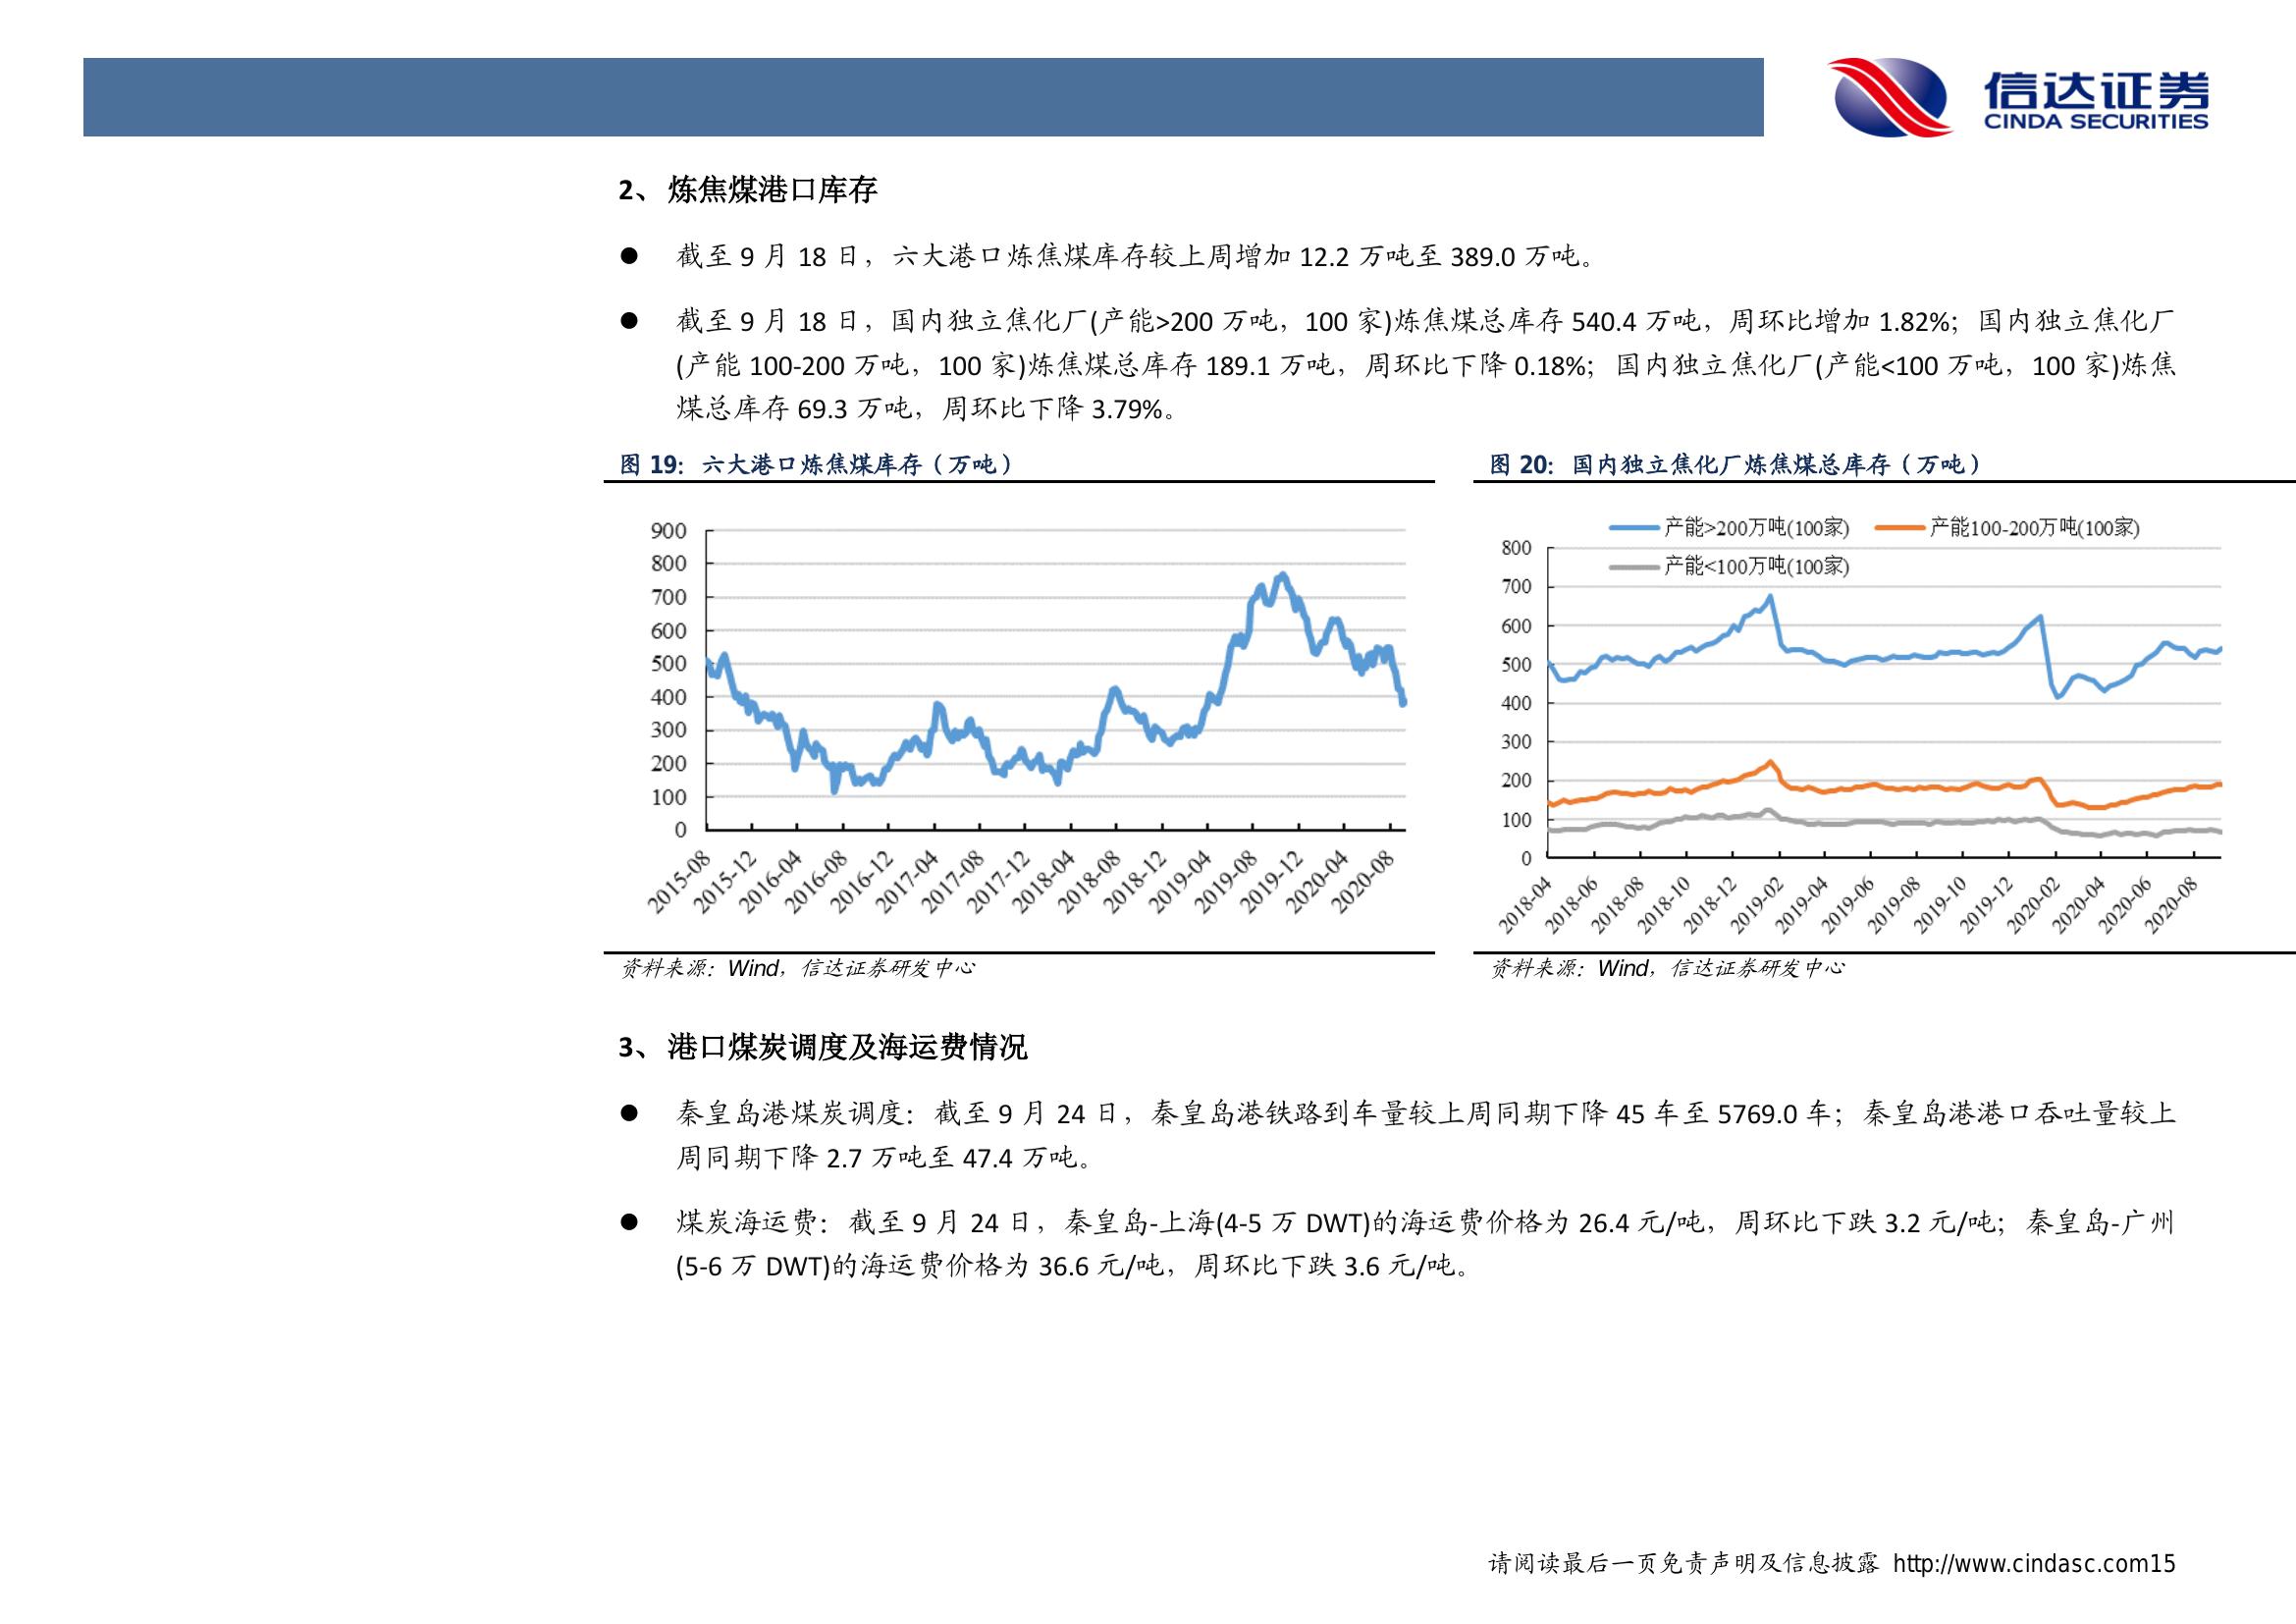 信达证券
CINDA SECURITIES
2、 炼焦煤港口库存
● 截至 9 月 18 日，六大港口炼焦煤库存较上周增加 12.2 万吨至 389.0 万吨。
● 截至 9 月 18 日，国内独立焦化厂(产能>200 万吨，100 家)炼焦煤总库存 540.4 万吨，周环比增加 1.82%；国内独立焦化厂
(产能 100-200 万吨，100 家)炼焦煤总库存 189.1 万吨，周环比下降 0.18%；国内独立焦化厂(产能<100 万吨，100 家)炼焦
煤总库存 69.3 万吨，周环比下降 3.79%。
图 19：六大港口炼焦煤库存（万吨）
900
800
700
600
500
400
300
200
100
0
2015-08
2015-12
2016-04
2016-08
2016-12
2017-04
2017-08
2017-12
2018-04
2018-08
2018-12
2019-04
2019-08
2019-12
2020-04
2020-08
资料来源：Wind，信达证券研发中心
图 20：国内独立焦化厂炼焦煤总库存（万吨）
产能>200万吨(100家)
产能100-200万吨(100家)
产能<100万吨(100家)
800
700
600
500
400
300
200
100
0
2018-04
2018-06
2018-08
2018-10
2018-12
2019-02
2019-04
2019-06
2019-08
2019-10
2019-12
2020-02
2020-04
2020-06
2020-08
资料来源：Wind，信达证券研发中心
3、 港口煤炭调度及海运费情况
● 秦皇岛港煤炭调度：截至 9 月 24 日，秦皇岛港铁路到车量较上周同期下降 45 车至 5769.0 车；秦皇岛港港口吞吐量较上
周同期下降 2.7 万吨至 47.4 万吨。
● 煤炭海运费：截至 9 月 24 日，秦皇岛-上海(4-5 万 DWT)的海运费价格为 26.4 元/吨，周环比下跌 3.2 元/吨；秦皇岛-广州
(5-6 万 DWT)的海运费价格为 36.6 元/吨，周环比下跌 3.6 元/吨。
请阅读最后一页免责声明及信息披露 http://www.cindasc.com15